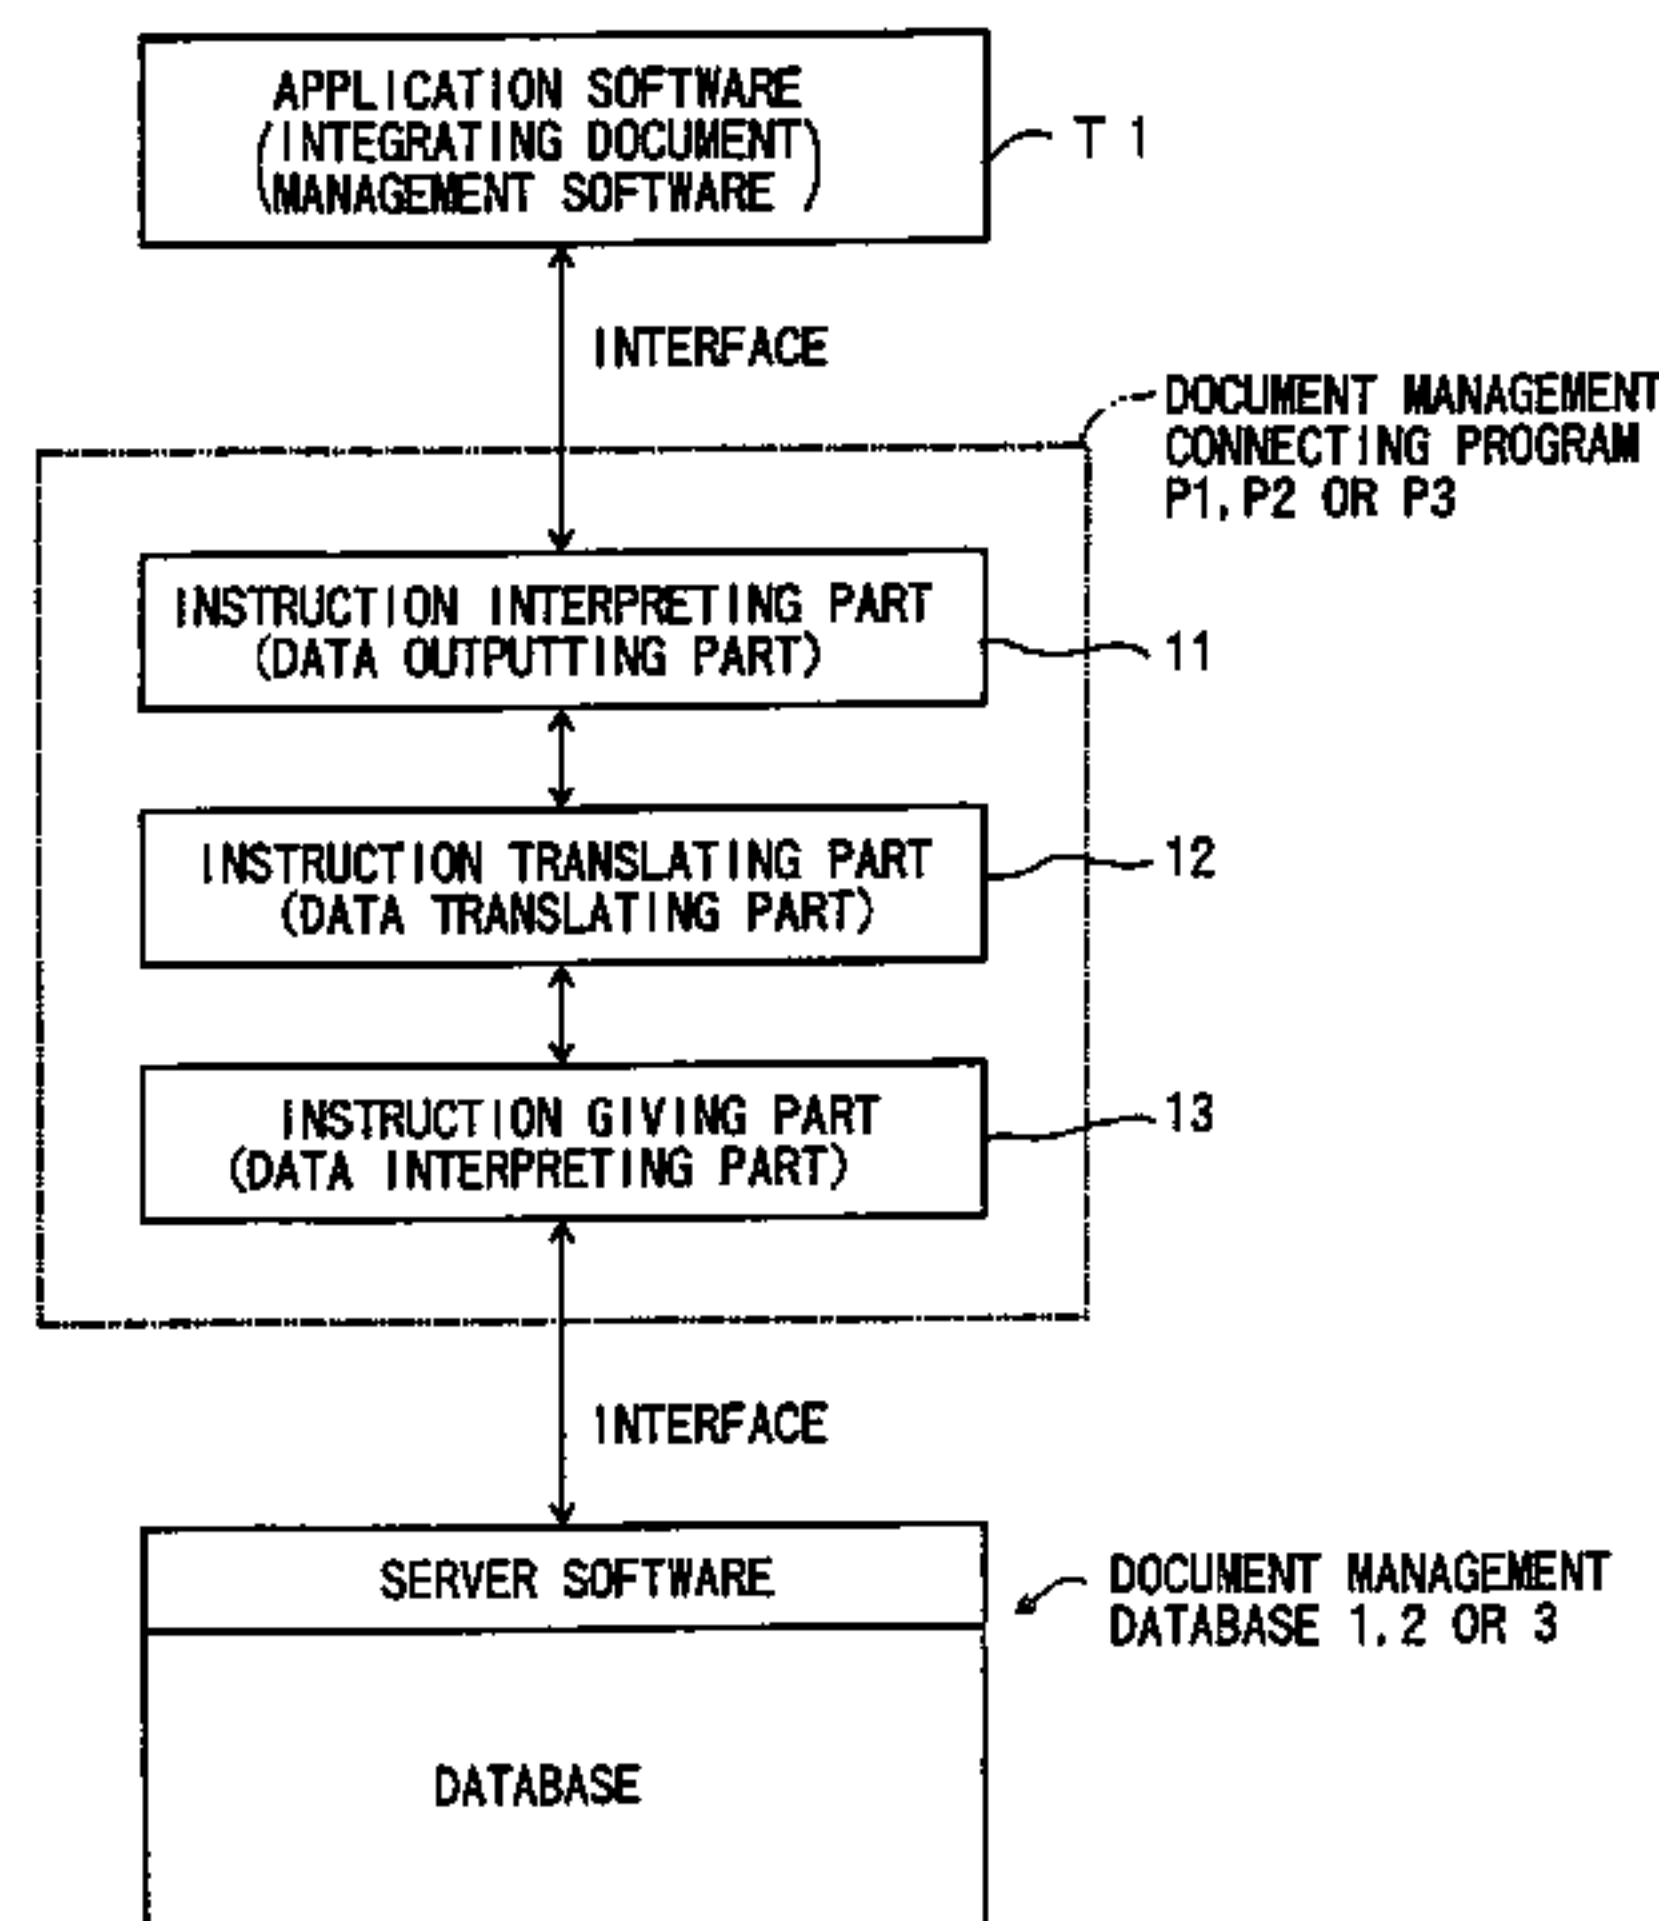 APPLICATION SOFTWARE
(INTEGRATING DOCUMENT
MANAGEMENT SOFTWARE)
T 1
INTERFACE
DOCUMENT MANAGEMENT
CONNECTING PROGRAM
P1, P2 OR P3
INSTRUCTION INTERPRETING PART
(DATA OUTPUTTING PART)
11
INSTRUCTION TRANSLATING PART
(DATA TRANSLATING PART)
12
INSTRUCTION GIVING PART
(DATA INTERPRETING PART)
13
INTERFACE
SERVER SOFTWARE
DOCUMENT MANAGEMENT
DATABASE 1, 2 OR 3
DATABASE